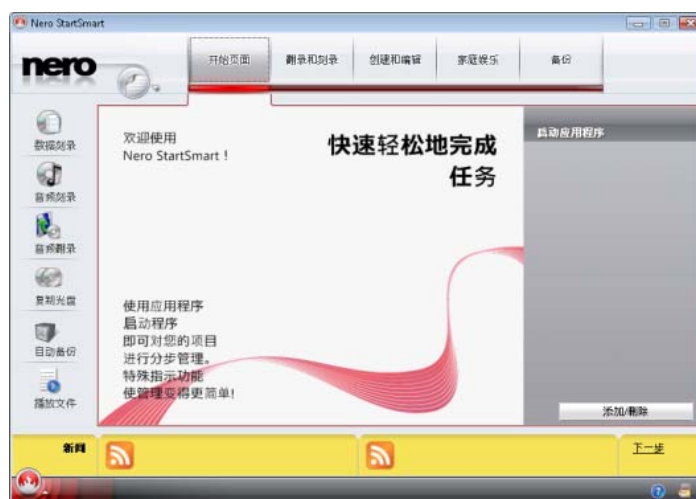 Nero StartSmart
nero
开始页面
翻录和刻录
创建和编辑
家庭娱乐
备份
数据刻录
音频刻录
音频翻录
复制光盘
自动备份
播放文件
欢迎使用
Nero StartSmart !
快速轻松地完成
任务
使用应用程序
启动程序
即可对您的项目
进行分步管理。
特殊指示功能
使管理变得更简单!
启动应用程序
添加/删除
新闻
下一步